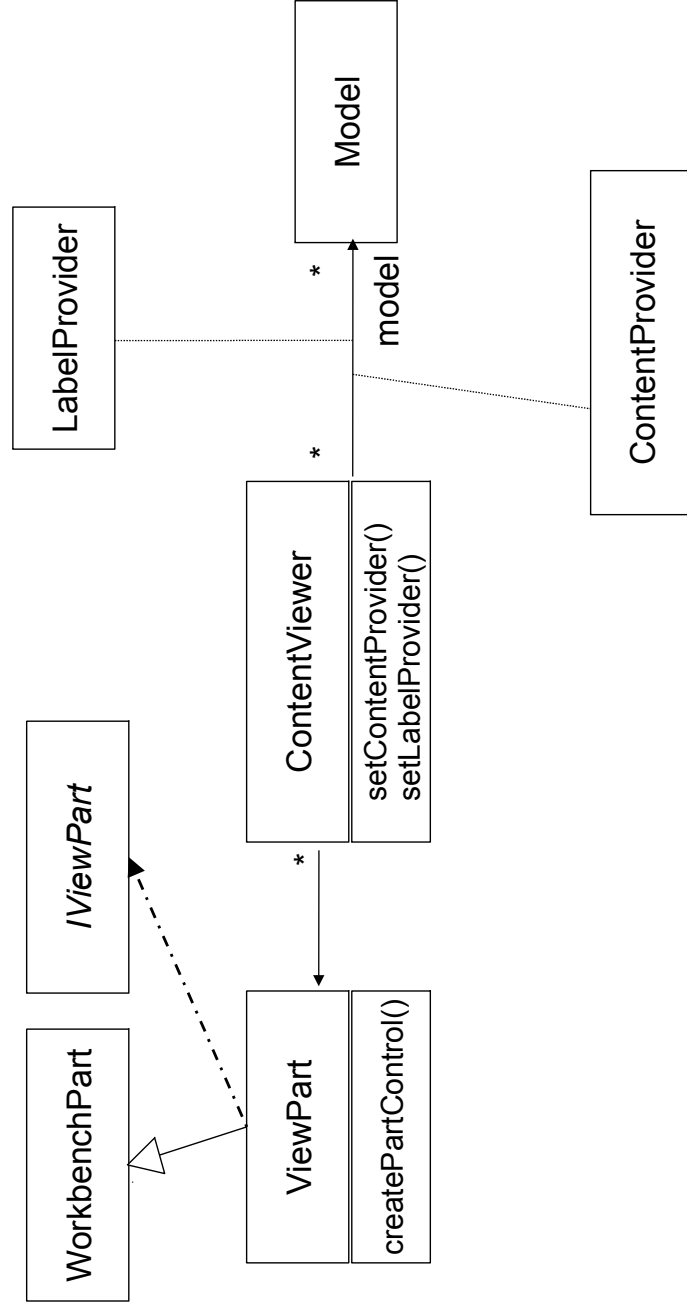 WorkbenchPart
IViewPart
LabelProvider
ViewPart
createPartControl()
*
ContentViewer
setContentProvider()
setLabelProvider()
*
*
model
Model
ContentProvider